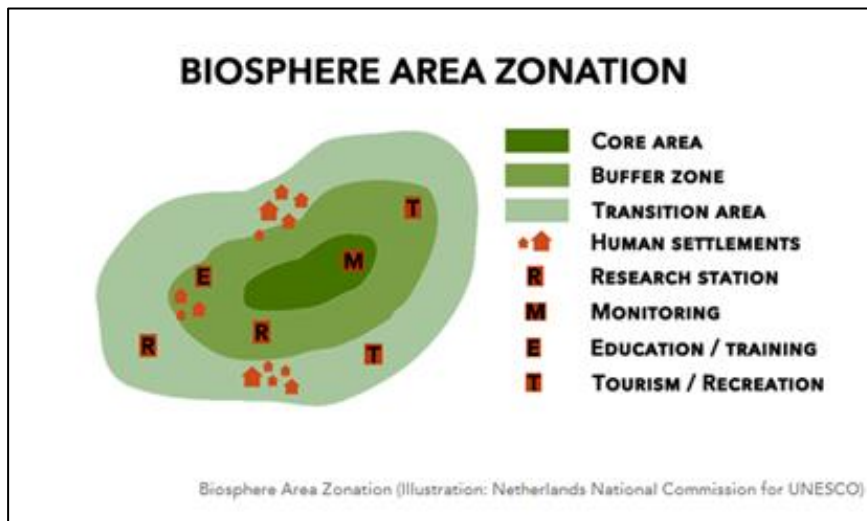 BIOSPHERE AREA ZONATION
CORE AREA
BUFFER ZONE
TRANSITION AREA
HUMAN SETTLEMENTS
R RESEARCH STATION
M MONITORING
E EDUCATION / TRAINING
T TOURISM / RECREATION
T
M
E
R
R
T
Biosphere Area Zonation (Illustration: Netherlands National Commission for UNESCO)